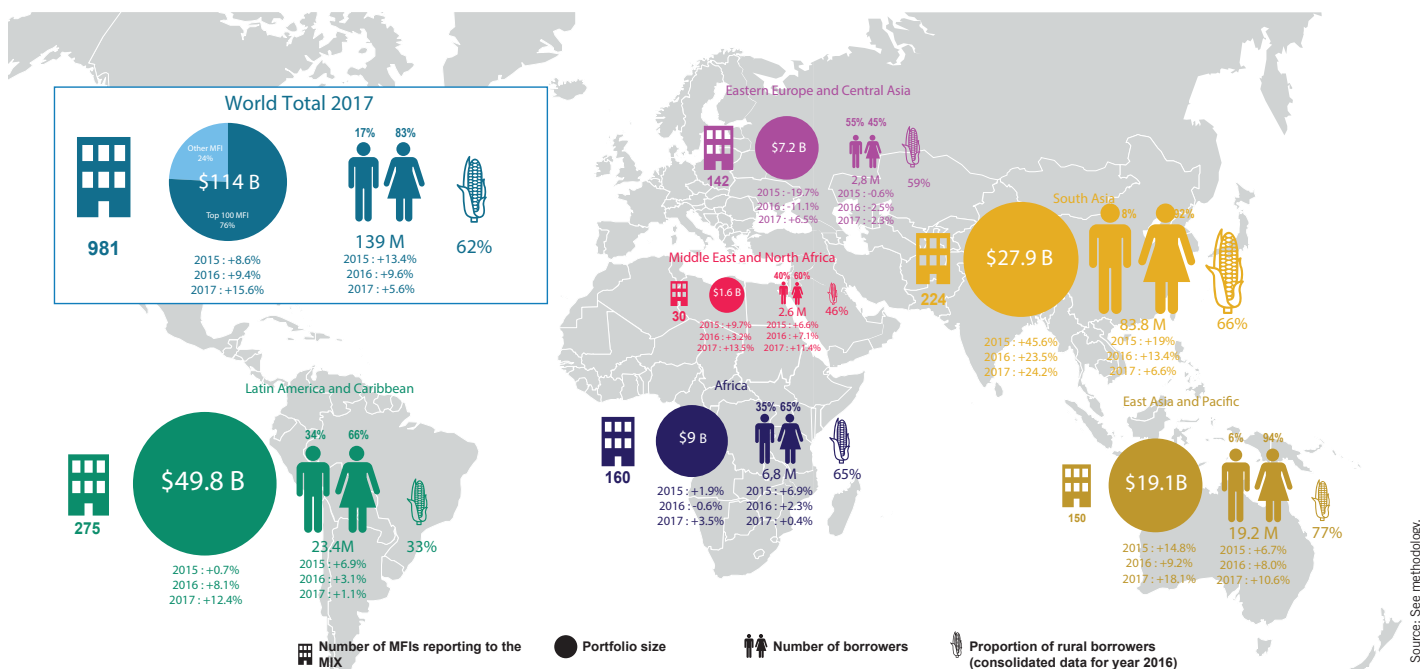 World Total 2017
17% 83%
Other MFI
24%
$114 B
Top 100 MFI
76%
981
139 M
62%
2015 : +8.6%
2016 : +9.4%
2017 : +15.6%
2015 : +13.4%
2016 : +9.6%
2017 : +5.6%
Eastern Europe and Central Asia
55% 45%
$7.2 B
142
2,8 M
59%
2015 : -19.7%
2016 : -11.1%
2017 : +6.5%
2015 : -0.6%
2016 : -2.5%
2017 : -2.3%
South Asia
8% 92%
$27.9 B
224
83.8 M
66%
2015 : +45.6%
2016 : +23.5%
2017 : +24.2%
2015 : +19%
2016 : +13.4%
2017 : +6.6%
Middle East and North Africa
40% 60%
$1.6 B
30
2.6 M
46%
2015 : +9.7%
2016 : +3.2%
2017 : +13.5%
2015 : +6.6%
2016 : +7.1%
2017 : +11.4%
Latin America and Caribbean
34% 66%
$49.8 B
275
23.4M
33%
2015 : +0.7%
2016 : +8.1%
2017 : +12.4%
2015 : +6.9%
2016 : +3.1%
2017 : +1.1%
Africa
35% 65%
$9 B
160
6,8 M
65%
2015 : +1.9%
2016 : -0.6%
2017 : +3.5%
2015 : +6.9%
2016 : +2.3%
2017 : +0.4%
East Asia and Pacific
6% 94%
$19.1B
150
19.2 M
77%
2015 : +14.8%
2016 : +9.2%
2017 : +18.1%
2015 : +6.7%
2016 : +8.0%
2017 : +10.6%
Number of MFIs reporting to the
MIX
Portfolio size
Number of borrowers
Proportion of rural borrowers
(consolidated data for year 2016)
Source: See methodology.